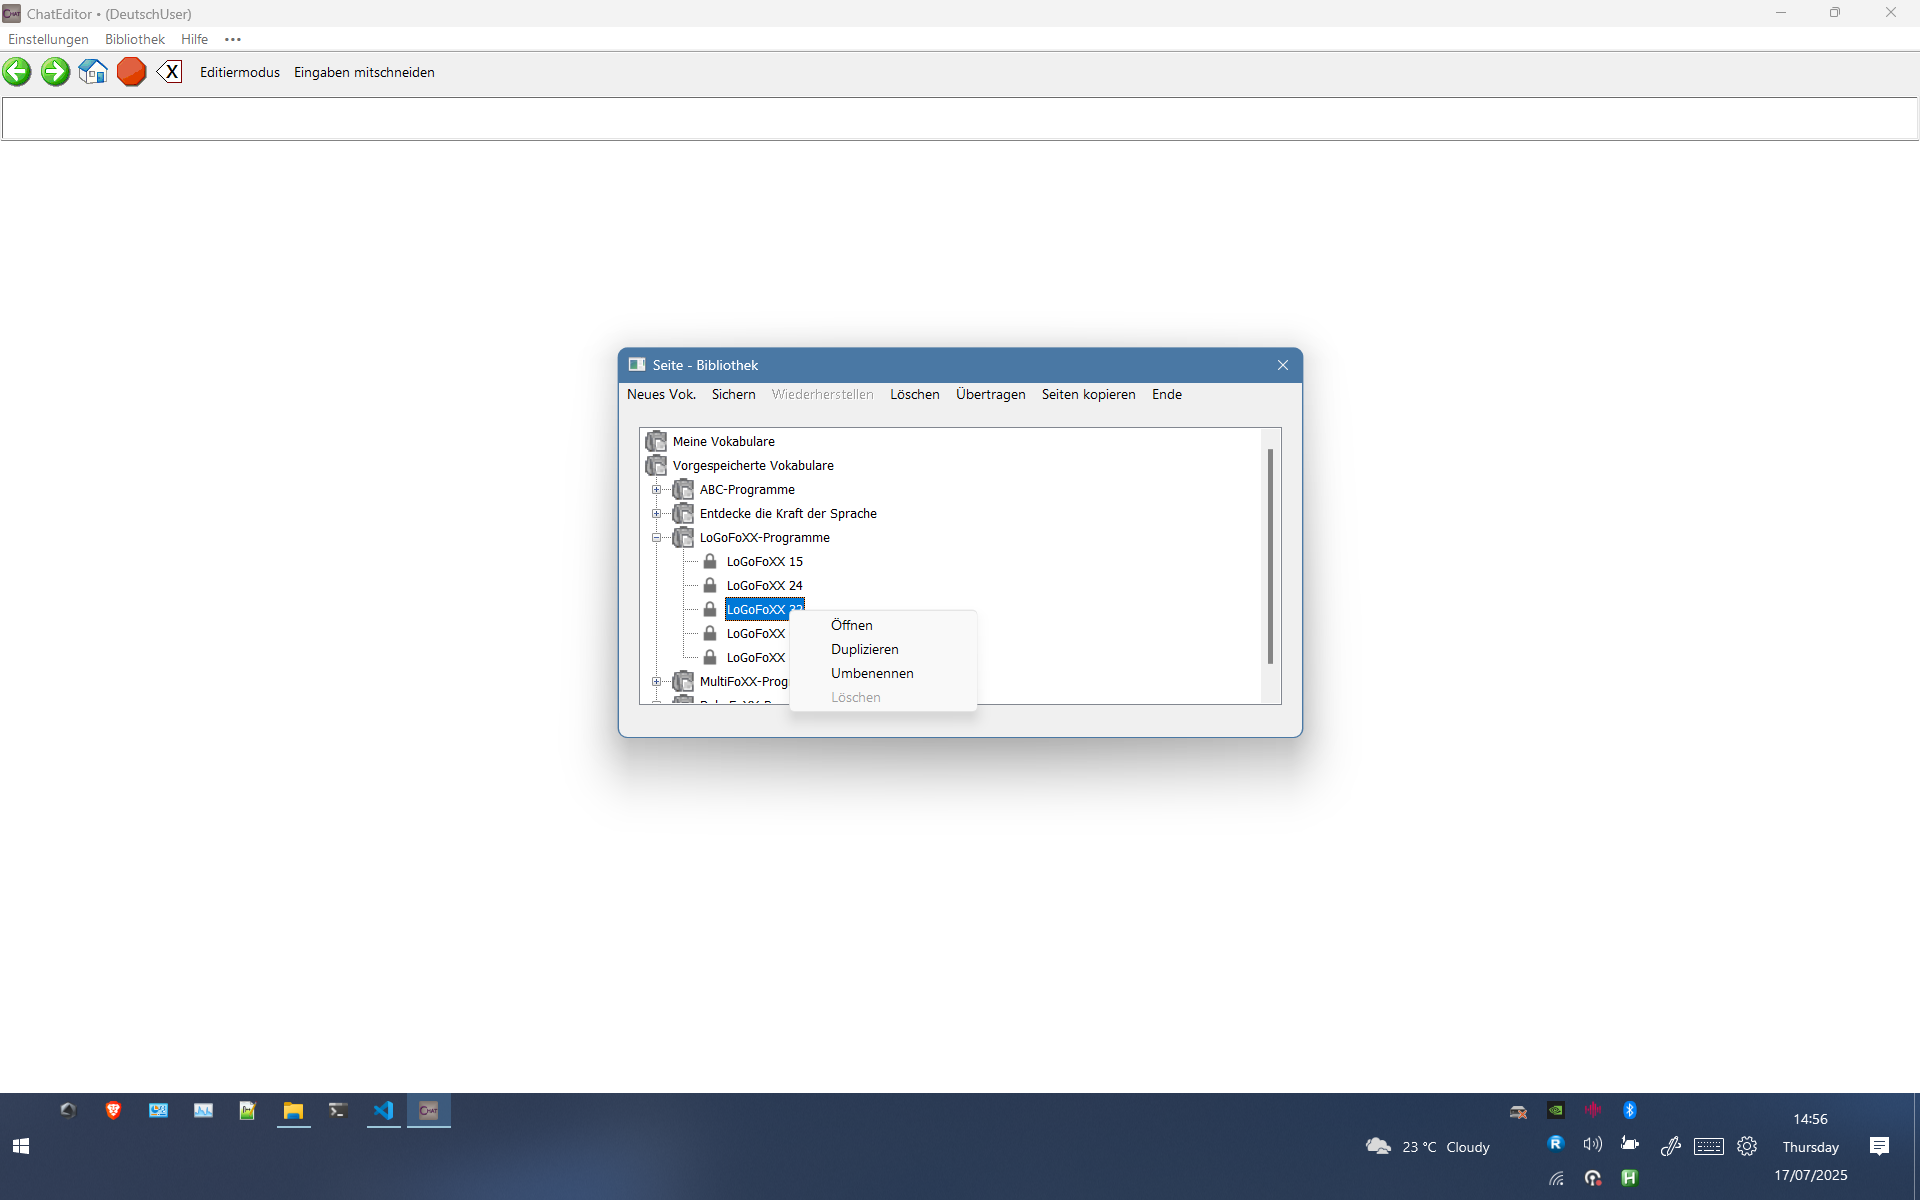 ChatEditor • (DeutschUser)
Einstellungen Bibliothek Hilfe •••
Editiermodus Eingaben mitschneiden
Seite - Bibliothek
Neues Vok. Sichern Wiederherstellen Löschen Übertragen Seiten kopieren Ende
Meine Vokabulare
Vorgespeicherte Vokabulare
ABC-Programme
Entdecke die Kraft der Sprache
LoGoFoXX-Programme
LoGoFoXX 15
LoGoFoXX 24
LoGoFoXX
LoGoFoXX
LoGoFoXX
MultiFoXX-Prog
Öffnen
Duplizieren
Umbenennen
Löschen
23 °C Cloudy
14:56
Thursday
17/07/2025